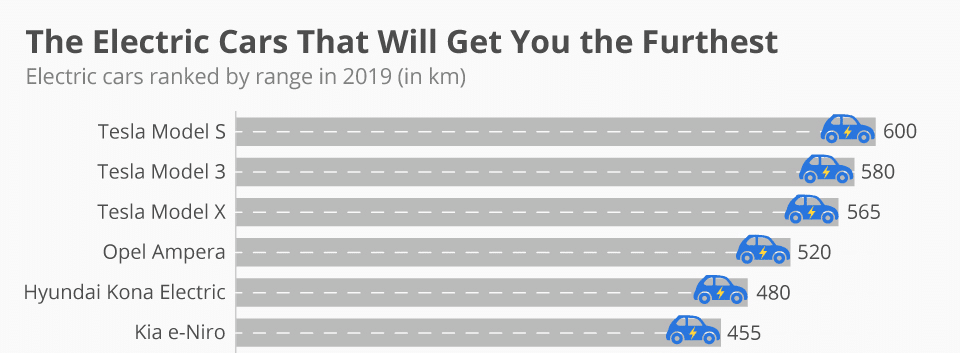 The Electric Cars That Will Get You the Furthest
Electric cars ranked by range in 2019 (in km)
Tesla Model S 600
Tesla Model 3 580
Tesla Model X 565
Opel Ampera 520
Hyundai Kona Electric 480
Kia e-Niro 455